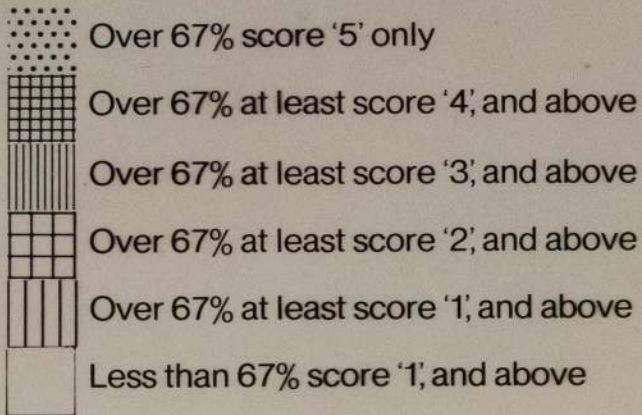 Over 67% score ‘5’ only
Over 67% at least score ‘4’, and above
Over 67% at least score ‘3’, and above
Over 67% at least score ‘2’, and above
Over 67% at least score ‘1’, and above
Less than 67% score ‘1’, and above